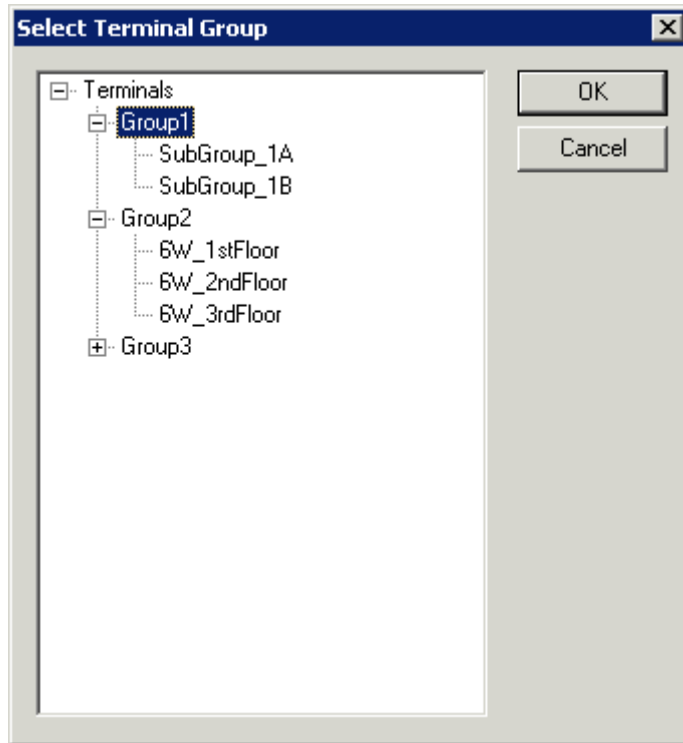 Select Terminal Group
Terminals
Group1
SubGroup_1A
SubGroup_1B
Group2
6W_1stFloor
6W_2ndFloor
6W_3rdFloor
Group3
OK
Cancel